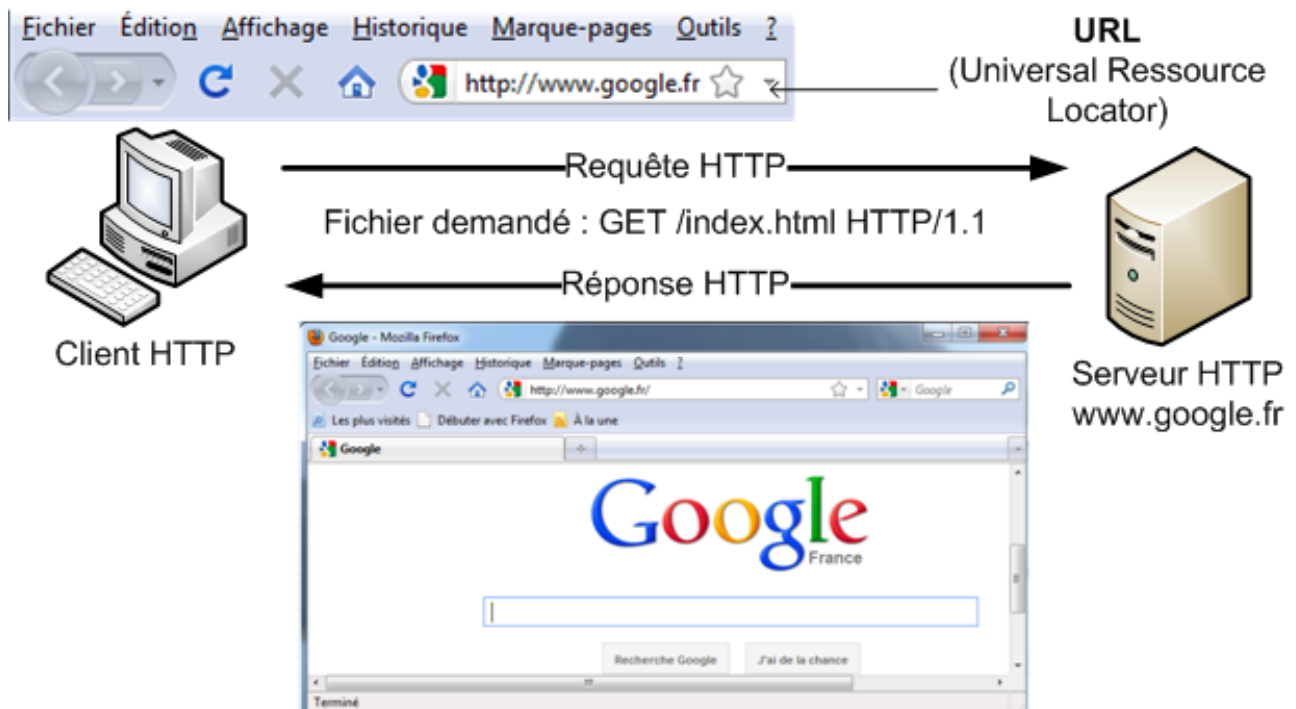 Fichier Édition Affichage Historique Marque-pages Outils ?
http://www.google.fr
URL
(Universal Ressource
Locator)
Requête HTTP
Fichier demandé : GET /index.html HTTP/1.1
Réponse HTTP
Client HTTP
Serveur HTTP
www.google.fr
Google - Mozilla Firefox
Fichier Édition Affichage Historique Marque-pages Outils ?
http://www.google.fr/
Google
Les plus visités Débuter avec Firefox À la une
Google
Google
France
Recherche Google J'ai de la chance
Terminé